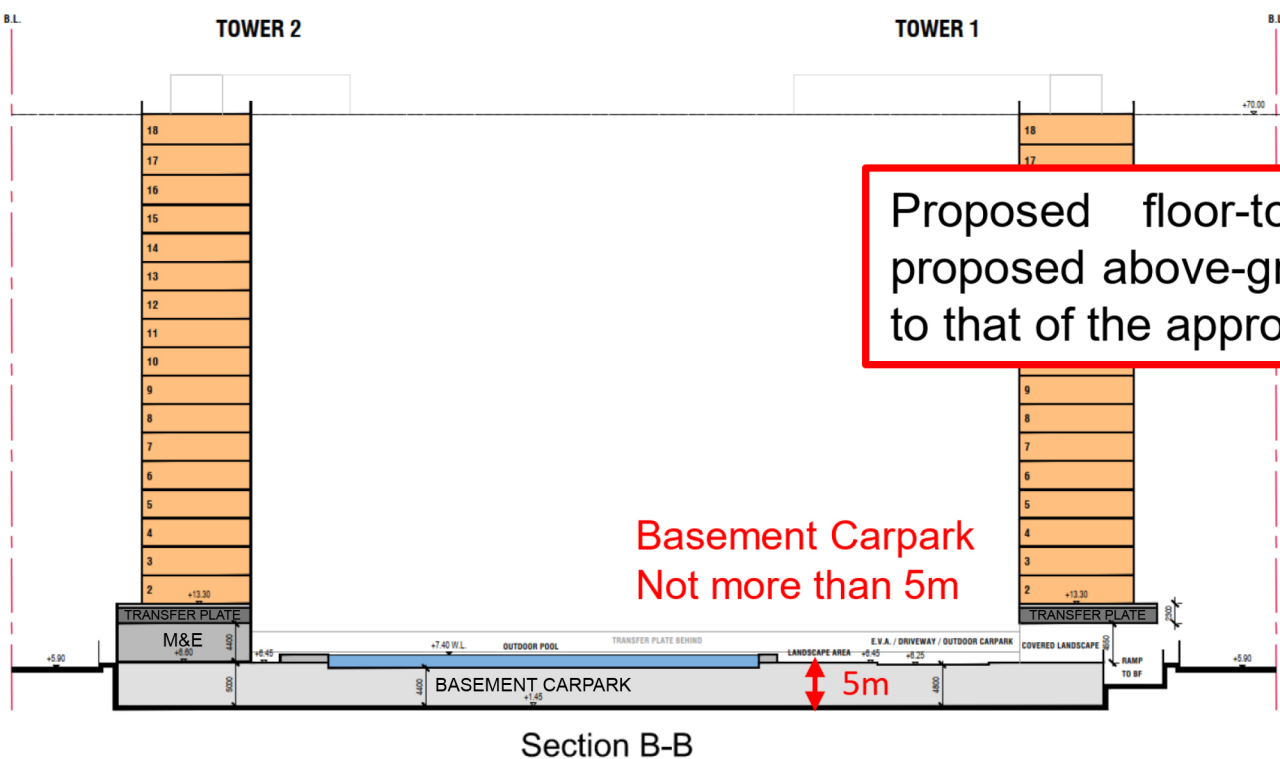 B.L.
TOWER 2
TOWER 1
B.L
+70.00
18
17
16
15
14
13
12
11
10
9
8
7
6
5
4
3
2
+13.30
TRANSFER PLATE
M&E
4400
+6.60
+6.45
+5.90
18
17
Proposed floor-to
proposed above-gr
to that of the appro
9
8
7
6
5
4
3
2
+13.30
TRANSFER PLATE
2300
Basement Carpark
Not more than 5m
+7.40 W.L.
OUTDOOR POOL
TRANSFER PLATE BEHIND
LANDSCAPE AREA
+6.45
E.V.A. / DRIVEWAY / OUTDOOR CARPARK
+6.25
COVERED LANDSCAPE
4660
RAMP
TO BF
+5.90
5000
4400
BASEMENT CARPARK
+1.45
5m
4800
Section B-B